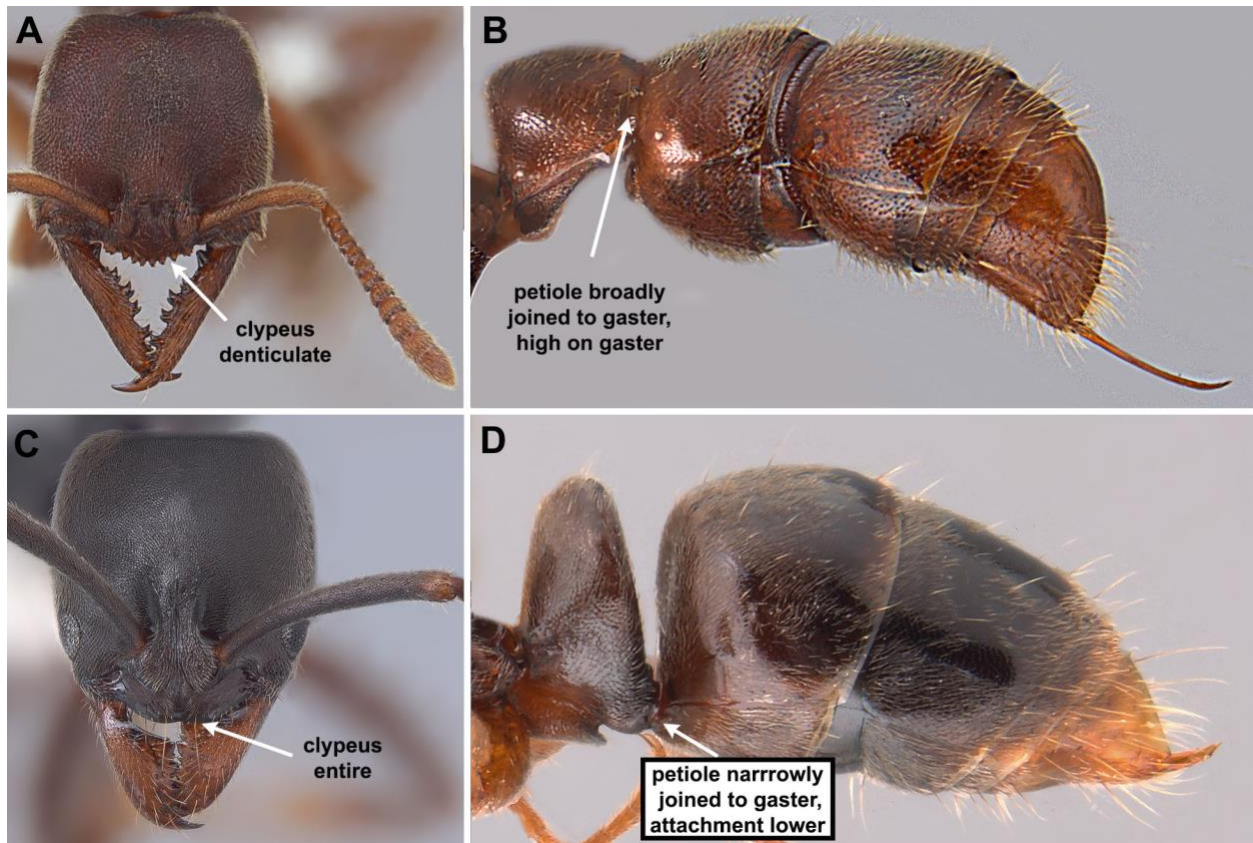 A
clypeus
denticulate
B
petiole broadly
joined to gaster,
high on gaster
C
clypeus
entire
D
petiole narrrowly
joined to gaster,
attachment lower